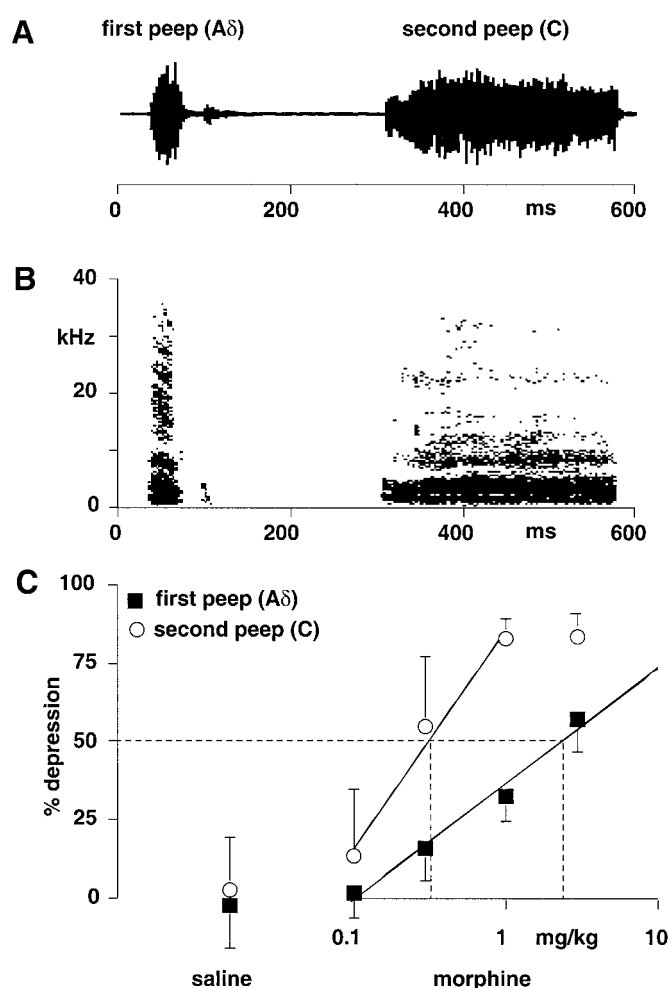 A
first peep (Aδ) second peep (C)
0 200 400 ms 600
B
40
kHz
20
0
0 200 400 ms 600
C
100
first peep (Aδ)
second peep (C)
75
50
25
0
% depression
0.1 1 mg/kg 10
saline morphine